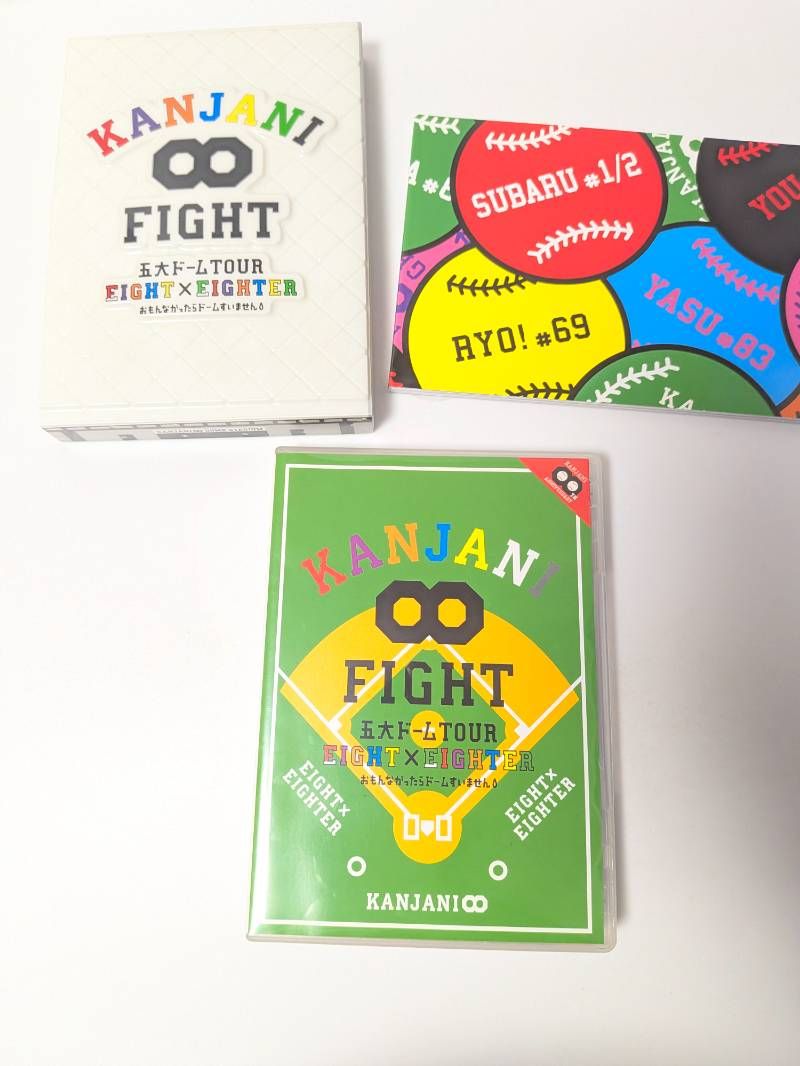 KANJANI
∞
FIGHT
五大ドームTOUR
EIGHT×EIGHTER
おもんなかったらドームすいません
SUBARU #1/2
KANJANI
YOU
RYO! #69
YASU #83
KA
KANJANI
∞
FIGHT
五大ドームTOUR
EIGHT×EIGHTER
おもんなかったらドームすいません
EIGHT×
EIGHTER
EIGHT×
EIGHTER
KANJANI∞